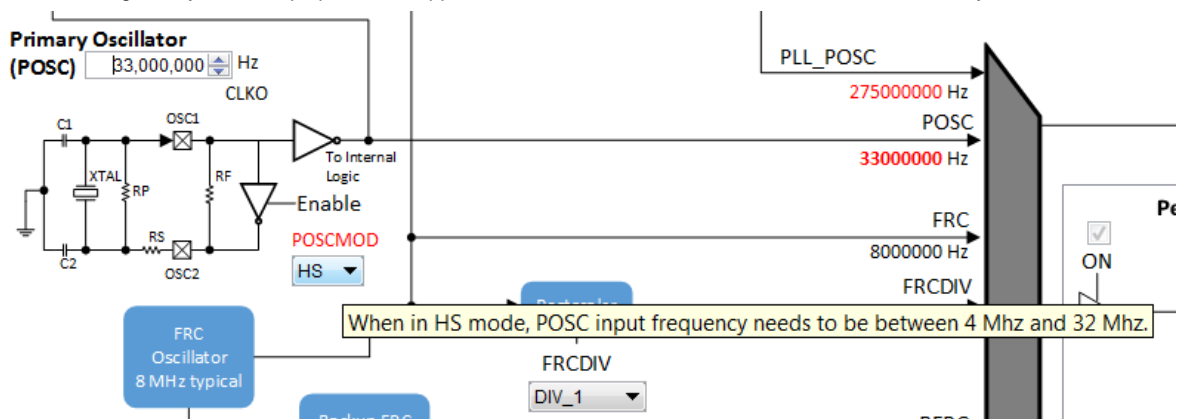 Primary Oscillator
(POSC) 33,000,000 Hz
CLKO
PLL_POSC
275000000 Hz
POSC
33000000 Hz
C1
OSC1
To Internal
Logic
XTAL
RP
RF
Enable
RS
C2
OSC2
POSCMOD
HS
FRC
8000000 Hz
FRCDIV
ON
When in HS mode, POSC input frequency needs to be between 4 Mhz and 32 Mhz.
FRC
Oscillator
8 MHz typical
FRCDIV
DIV_1
Backup FRC